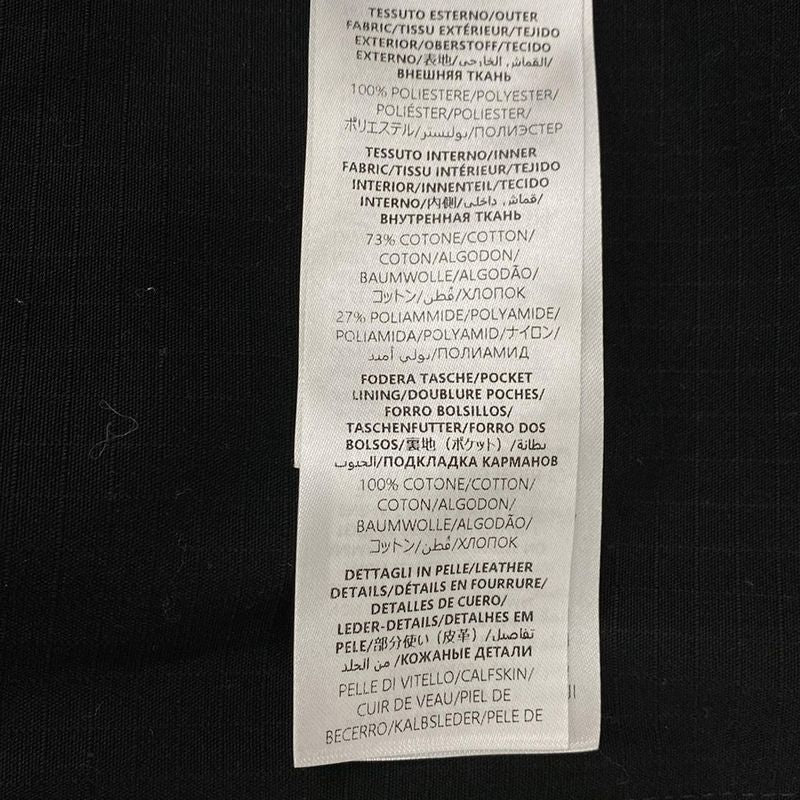 TESSUTO ESTERNO/OUTER
FABRIC/TISSU EXTÉRIEUR/TEJIDO
EXTERIOR/OBERSTOFF/TECIDO
EXTERNO/表地/القماش الخارجي/
ВНЕШНЯЯ ТКАНЬ
100% POLIESTERE/POLYESTER/
POLIÉSTER/POLIESTER/
ポリエステル/بوليستر/ПОЛИЭСТЕР
TESSUTO INTERNO/INNER
FABRIC/TISSU INTÉRIEUR/TEJIDO
INTERIOR/INNENTEIL/TECIDO
INTERNO/内側/قماش داخلي/
ВНУТРЕННАЯ ТКАНЬ
73% COTONE/COTTON/
COTON/ALGODON/
BAUMWOLLE/ALGODÃO/
コットン/قُطن/ХЛОПОК
27% POLIAMMIDE/POLYAMIDE/
POLIAMIDA/POLYAMID/ナイロン/
بولي أميد/ПОЛИАМИД
FODERA TASCHE/POCKET
LINING/DOUBLURE POCHES/
FORRO BOLSILLOS/
TASCHENFUTTER/FORRO DOS
BOLSOS/裏地（ポケット）/بطانة
الجيوب/ПОДКЛАДКА КАРМАНОВ
100% COTONE/COTTON/
COTON/ALGODON/
BAUMWOLLE/ALGODÃO/
コットン/قُطن/ХЛОПОК
DETTAGLI IN PELLE/LEATHER
DETAILS/DÉTAILS EN FOURRURE/
DETALLES DE CUERO/
LEDER-DETAILS/DETALHES EM
PELE/部分使い（皮革）/تفاصيل
من الجلد/КОЖАНЫЕ ДЕТАЛИ
PELLE DI VITELLO/CALFSKIN/
CUIR DE VEAU/PIEL DE
BECERRO/KALBSLEDER/PELE DE